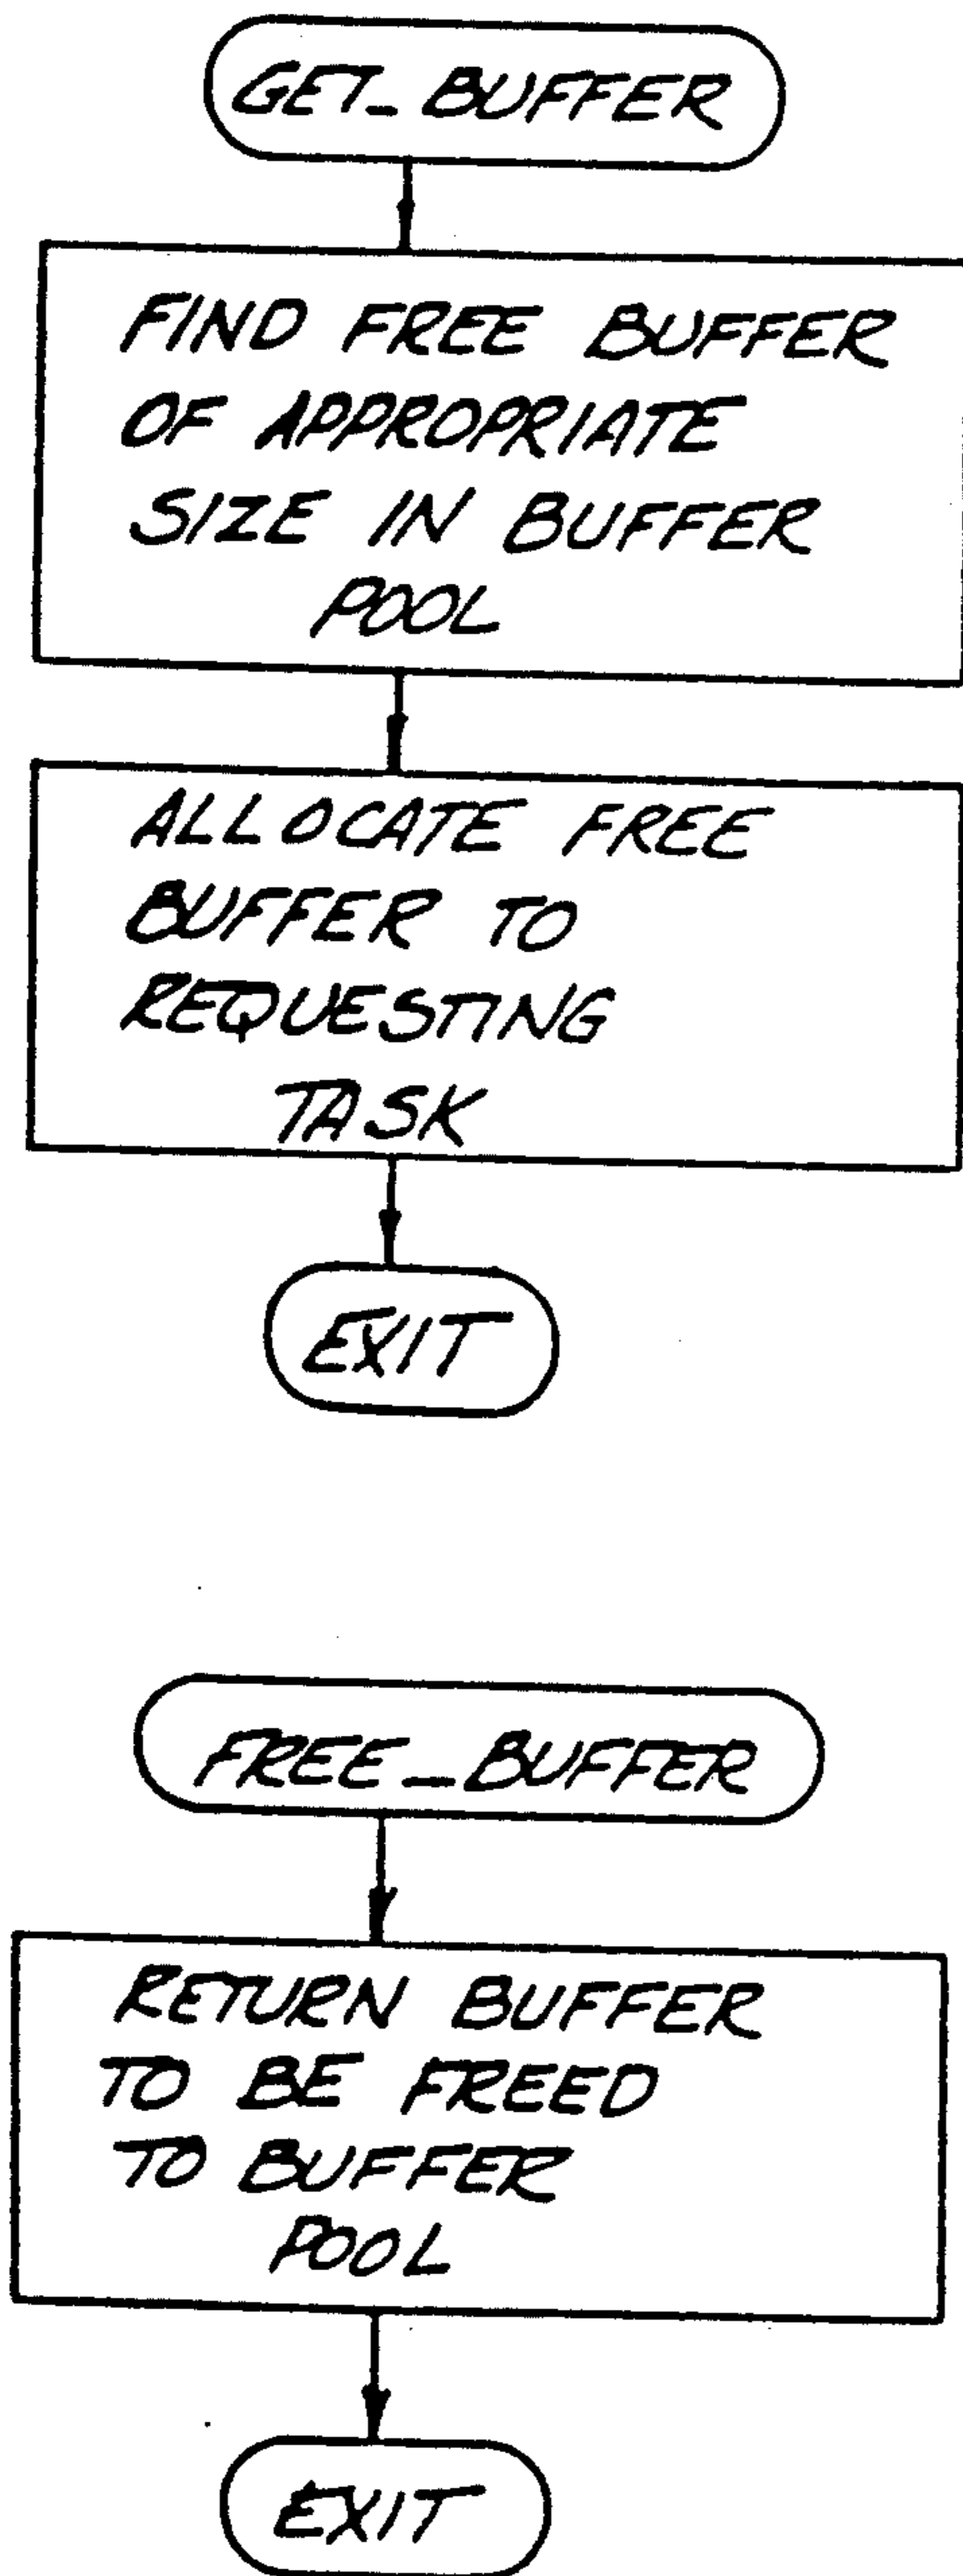 GET_BUFFER
FIND FREE BUFFER
OF APPROPRIATE
SIZE IN BUFFER
POOL
ALLOCATE FREE
BUFFER TO
REQUESTING
TASK
EXIT
FREE_BUFFER
RETURN BUFFER
TO BE FREED
TO BUFFER
POOL
EXIT